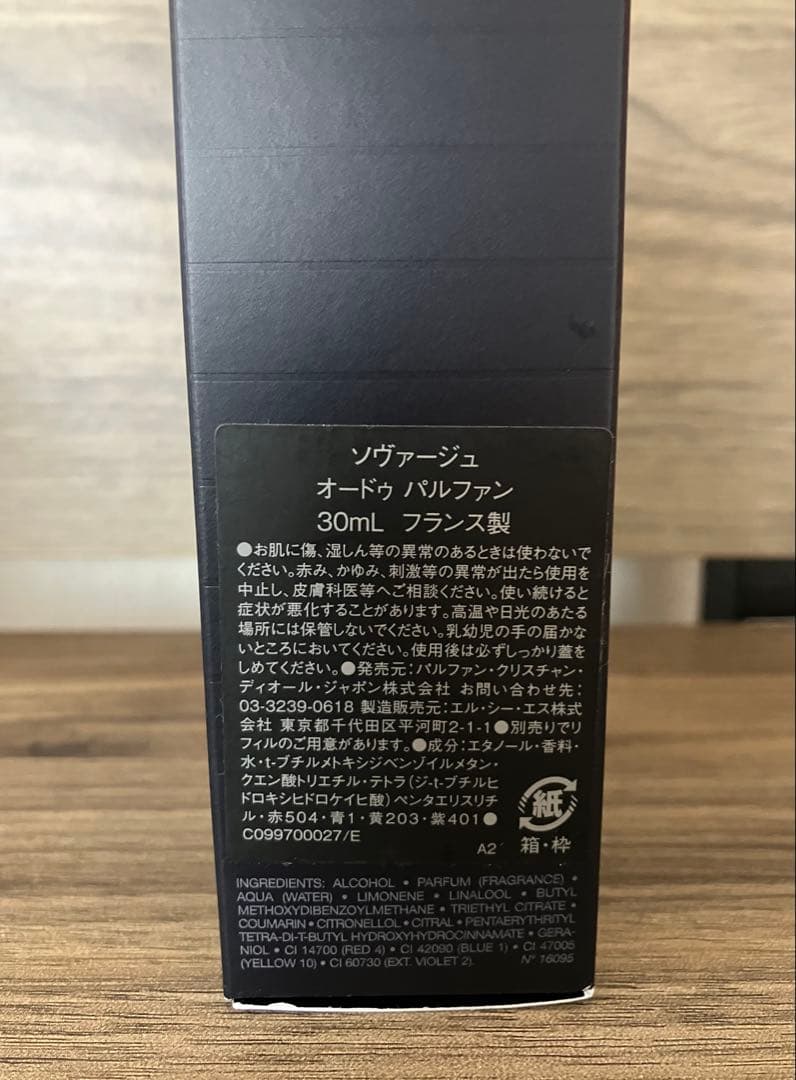 ソヴァージュ
オードゥ パルファン
30mL フランス製
●お肌に傷、湿しん等の異常のあるときは使わないで
ください。赤み、かゆみ、刺激等の異常が出たら使用を
中止し、皮膚科医等へご相談ください。使い続けると
症状が悪化することがあります。高温や日光のあたる
場所には保管しないでください。乳幼児の手の届かな
いところにおいてください。使用後は必ずしっかり蓋を
しめてください。●発売元:パルファン・クリスチャン・
ディオール・ジャポン株式会社 お問い合わせ先:
03-3239-0618 製造販売元:エル・シー・エス株式
会社 東京都千代田区平河町2-1-1●別売りでリ
フィルのご用意があります。●成分:エタノール・香料・
水・t-ブチルメトキシジベンゾイルメタン・
クエン酸トリエチル・テトラ(ジ-t-ブチルヒ
ドロキシヒドロケイヒ酸)ペンタエリスリチ
ル・赤504・青1・黄203・紫401●
C099700027/E
A2
紙
箱・枠
INGREDIENTS: ALCOHOL • PARFUM (FRAGRANCE) •
AQUA (WATER) • LIMONENE • LINALOOL • BUTYL
METHOXYDIBENZOYLMETHANE • TRIETHYL CITRATE •
COUMARIN • CITRONELLOL • CITRAL • PENTAERYTHRITYL
TETRA-DI-T-BUTYL HYDROXYHYDROCINNAMATE • GERA-
NIOL • CI 14700 (RED 4) • CI 42090 (BLUE 1) • CI 47005
(YELLOW 10) • CI 60730 (EXT. VIOLET 2). N° 16095